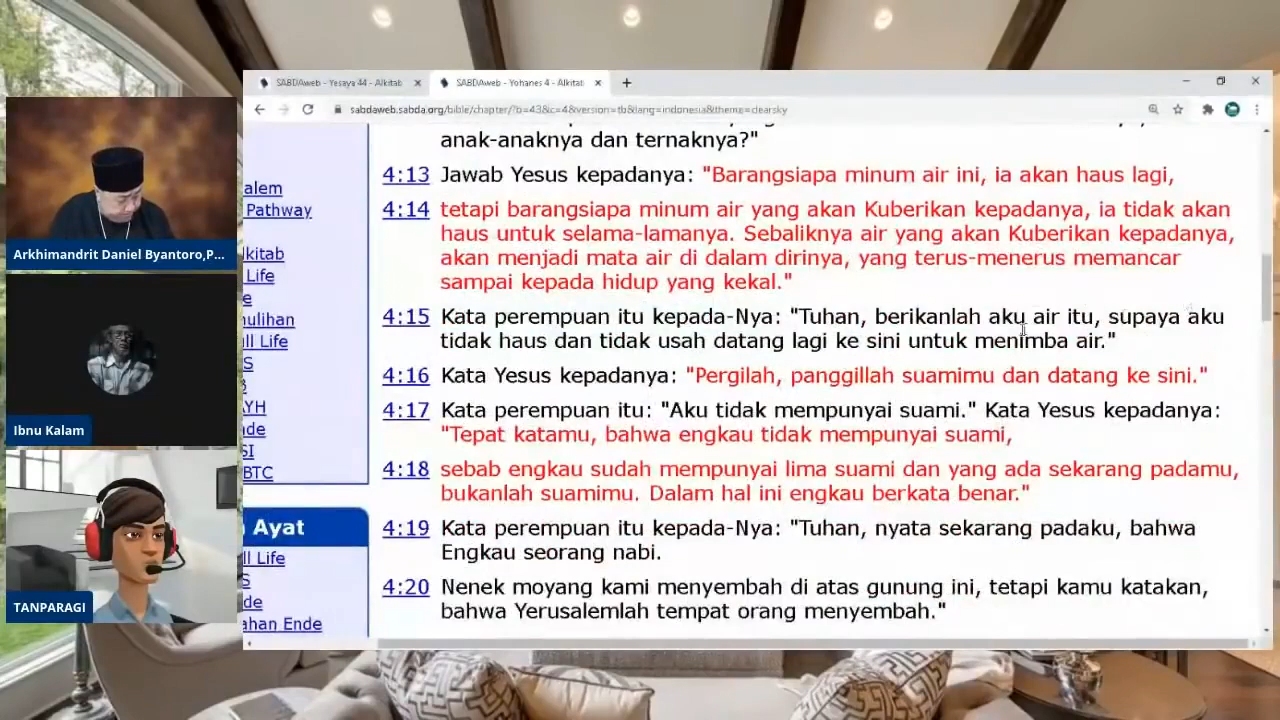 SABDAweb - Yesaya 44 - Alkitab
SABDAweb - Yohanes 4 - Alkitab
sabdaweb.sabda.org/bible/chapter/?b=43&c=4&version=tb&lang=indonesia&theme=clearsky
Arkhimandrit Daniel Byantoro,P...
Ibnu Kalam
TANPARAGI
alem
Pathway
lkitab
Life
e
mulihan
ull Life
S
AYH
nde
SI
BTC
Ayat
ll Life
S
de
ahan Ende
anak-anaknya dan ternaknya?"
4:13 Jawab Yesus kepadanya: "Barangsiapa minum air ini, ia akan haus lagi,
4:14 tetapi barangsiapa minum air yang akan Kuberikan kepadanya, ia tidak akan
haus untuk selama-lamanya. Sebaliknya air yang akan Kuberikan kepadanya,
akan menjadi mata air di dalam dirinya, yang terus-menerus memancar
sampai kepada hidup yang kekal."
4:15 Kata perempuan itu kepada-Nya: "Tuhan, berikanlah aku air itu, supaya aku
tidak haus dan tidak usah datang lagi ke sini untuk menimba air."
4:16 Kata Yesus kepadanya: "Pergilah, panggillah suamimu dan datang ke sini."
4:17 Kata perempuan itu: "Aku tidak mempunyai suami." Kata Yesus kepadanya:
"Tepat katamu, bahwa engkau tidak mempunyai suami,
4:18 sebab engkau sudah mempunyai lima suami dan yang ada sekarang padamu,
bukanlah suamimu. Dalam hal ini engkau berkata benar."
4:19 Kata perempuan itu kepada-Nya: "Tuhan, nyata sekarang padaku, bahwa
Engkau seorang nabi.
4:20 Nenek moyang kami menyembah di atas gunung ini, tetapi kamu katakan,
bahwa Yerusalemlah tempat orang menyembah."